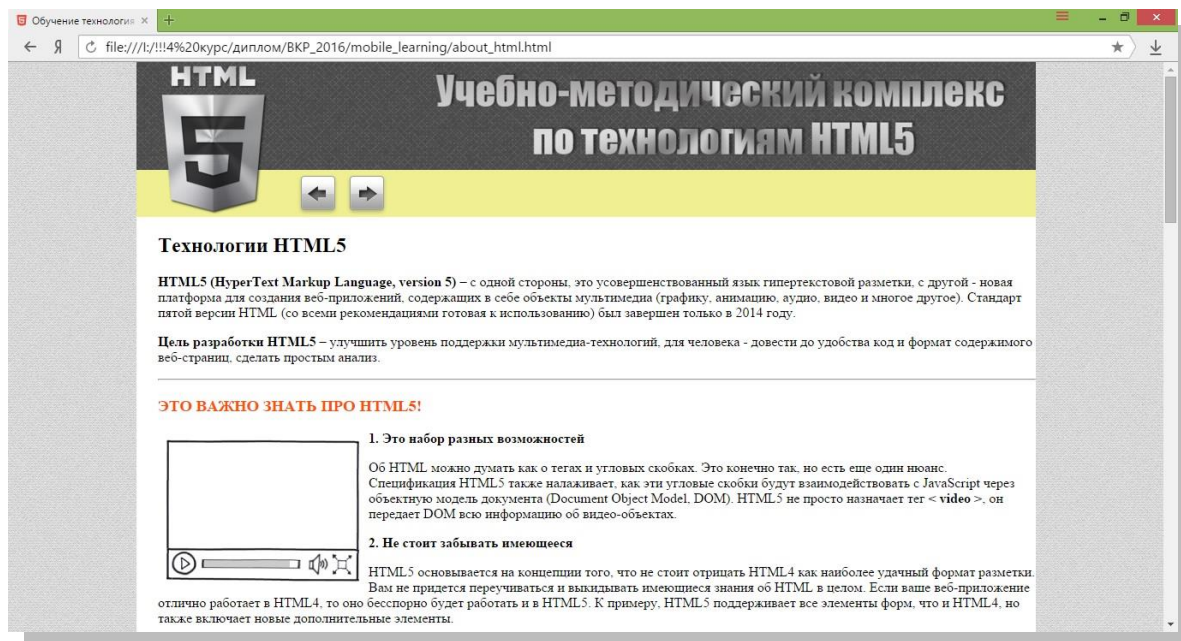 Обучение технология
file:///I:/!!!4%20курс/диплом/ВКР_2016/mobile_learning/about_html.html
HTML
5
Учебно-методический комплекс
по технологиям HTML5
Технологии HTML5
HTML5 (HyperText Markup Language, version 5) – с одной стороны, это усовершенствованный язык гипертекстовой разметки, с другой - новая
платформа для создания веб-приложений, содержащих в себе объекты мультимедиа (графику, анимацию, аудио, видео и многое другое). Стандарт
пятой версии HTML (со всеми рекомендациями готовая к использованию) был завершен только в 2014 году.
Цель разработки HTML5 – улучшить уровень поддержки мультимедиа-технологий, для человека - довести до удобства код и формат содержимого
веб-страниц, сделать простым анализ.
ЭТО ВАЖНО ЗНАТЬ ПРО HTML5!
1. Это набор разных возможностей
Об HTML можно думать как о тегах и угловых скобках. Это конечно так, но есть еще один нюанс.
Спецификация HTML5 также налаживает, как эти угловые скобки будут взаимодействовать с JavaScript через
объектную модель документа (Document Object Model, DOM). HTML5 не просто назначает тег < video >, он
передает DOM всю информацию об видео-объектах.
2. Не стоит забывать имеющееся
HTML5 основывается на концепции того, что не стоит отрицать HTML4 как наиболее удачный формат разметки.
Вам не придется переучиваться и выкидывать имеющиеся знания об HTML в целом. Если ваше веб-приложение
отлично работает в HTML4, то оно бесспорно будет работать и в HTML5. К примеру, HTML5 поддерживает все элементы форм, что и HTML4, но
также включает новые дополнительные элементы.